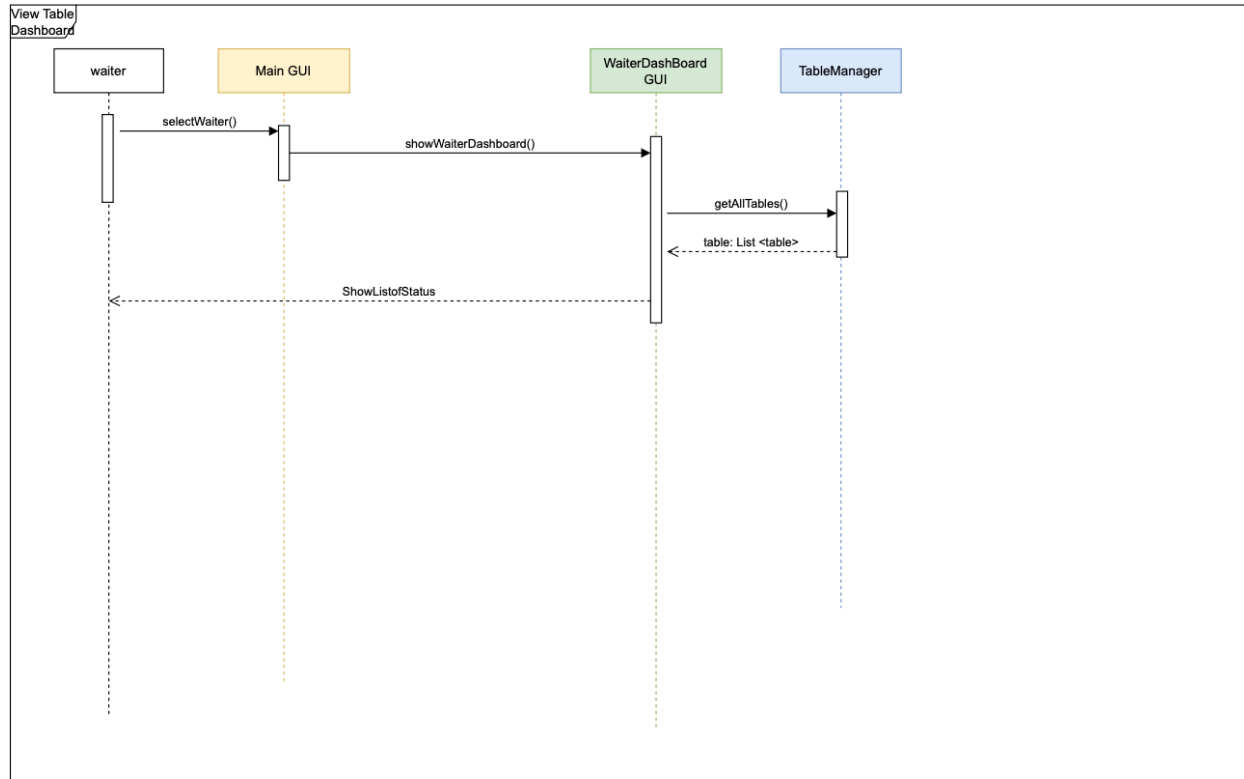 View Table
Dashboard
waiter
Main GUI
WaiterDashBoard
GUI
TableManager
selectWaiter()
showWaiterDashboard()
getAllTables()
table: List <table>
ShowListofStatus